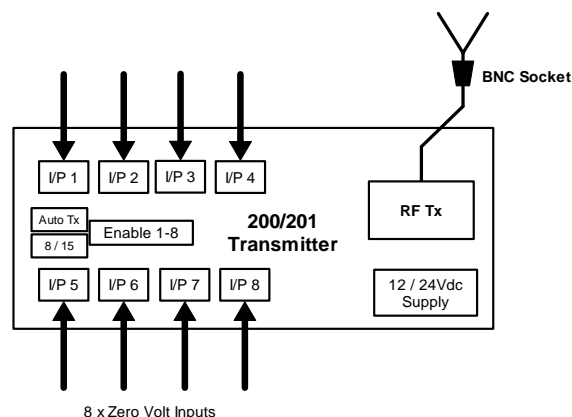 BNC Socket
I/P 1
I/P 2
I/P 3
I/P 4
Auto Tx
8 / 15
Enable 1-8
200/201
Transmitter
RF Tx
I/P 5
I/P 6
I/P 7
I/P 8
12 / 24Vdc
Supply
8 x Zero Volt Inputs